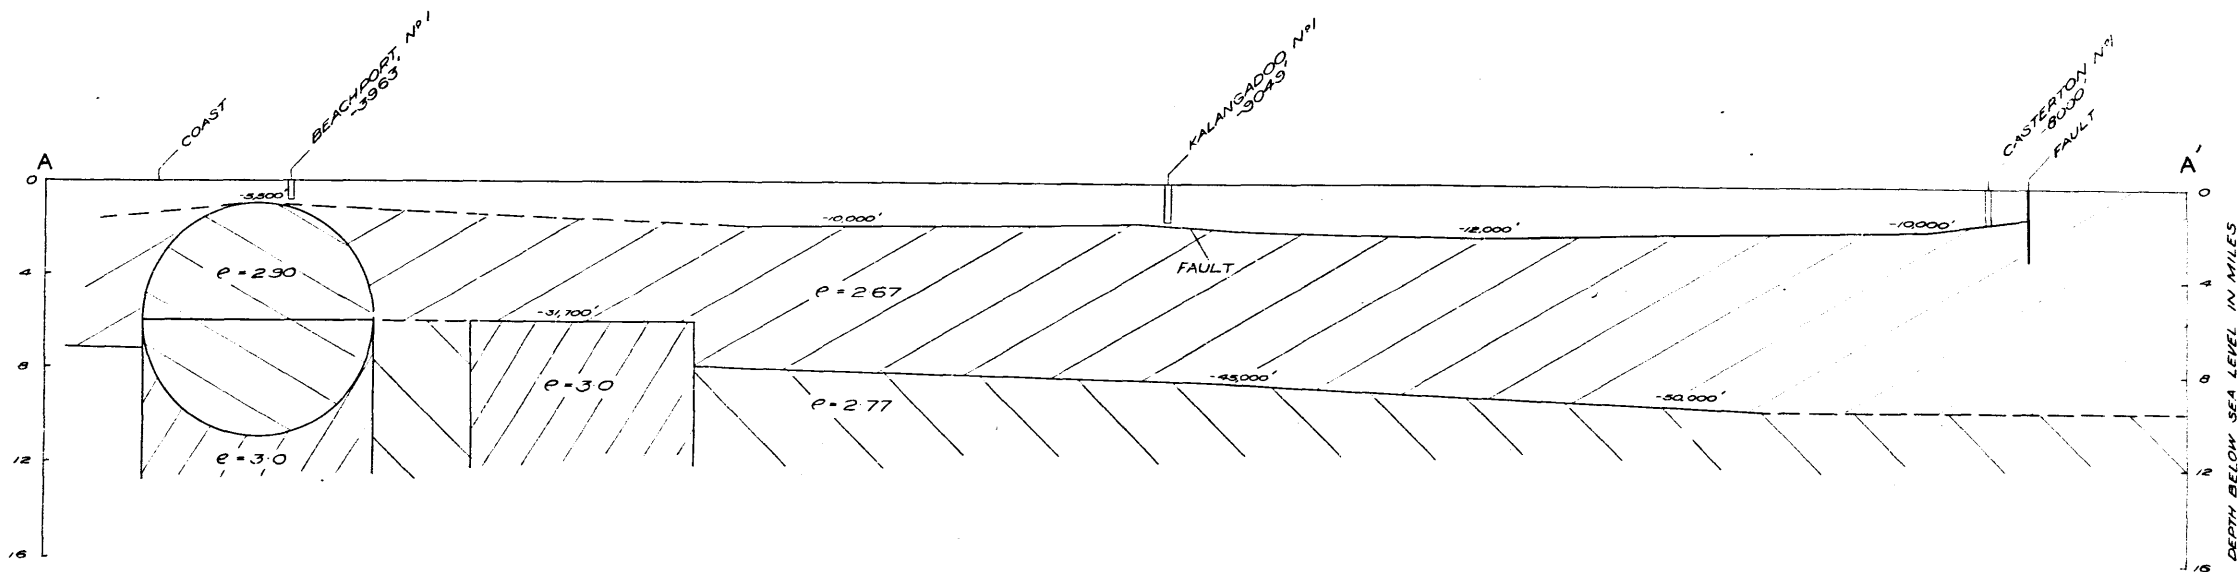 COAST
BEACHPORT Nº1
-3963'
KALANGADOO Nº1
-9049'
CASTERTON Nº1
-8000'
FAULT
A
A'
0
4
8
12
16
-5,500'
-10,000'
-12,000'
-10,000'
FAULT
ρ = 2.90
ρ = 2.67
-31,700'
ρ = 3.0
-45,000'
ρ = 2.77
-50,000'
ρ = 3.0
0
4
8
12
16
DEPTH BELOW SEA LEVEL IN MILES